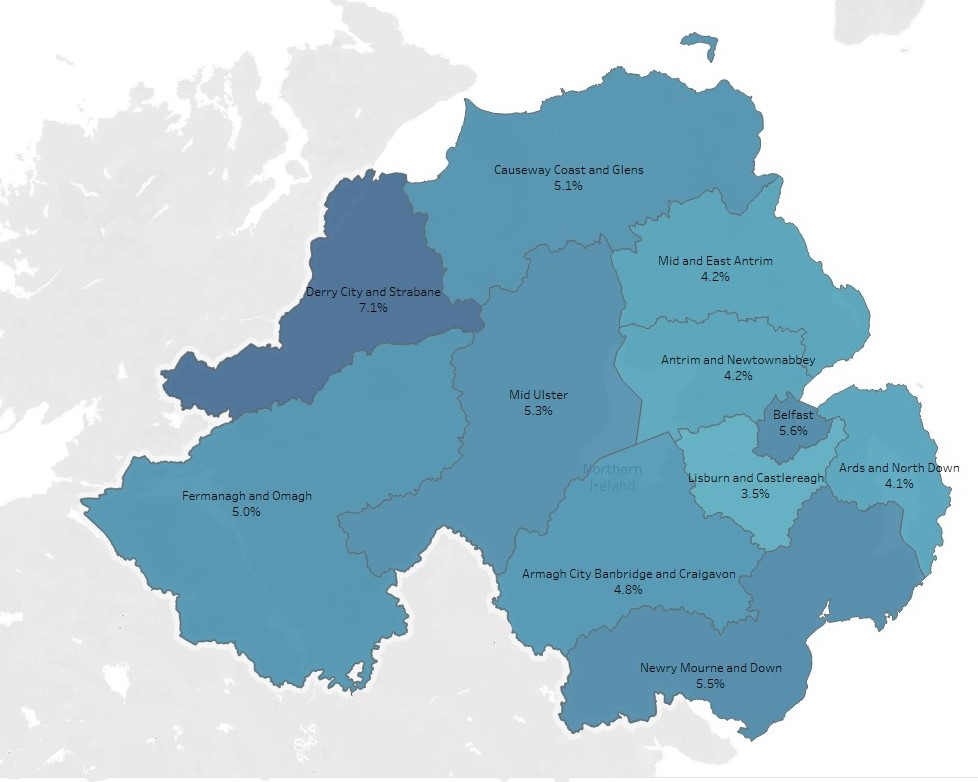 Causeway Coast and Glens
5.1%
Mid and East Antrim
4.2%
Derry City and Strabane
7.1%
Antrim and Newtownabbey
4.2%
Mid Ulster
5.3%
Belfast
5.6%
Northern
Ireland
Lisburn and Castlereagh
3.5%
Ards and North Down
4.1%
Fermanagh and Omagh
5.0%
Armagh City Banbridge and Craigavon
4.8%
Newry Mourne and Down
5.5%